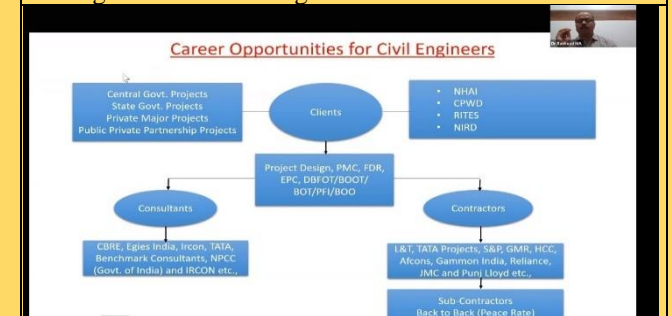 Career Opportunities for Civil Engineers
Central Govt. Projects
State Govt. Projects
Private Major Projects
Public Private Partnership Projects
Clients
• NHAI
• CPWD
• RITES
• NIRD
Project Design, PMC, FDR,
EPC, DBFOT/BOOT/
BOT/PFI/BOO
Consultants
Contractors
CBRE, Egies India, Ircon, TATA,
Benchmark Consultants, NPCC
(Govt. of India) and IRCON etc.,
L&T, TATA Projects, S&P, GMR, HCC,
Afcons, Gammon India, Reliance,
JMC and Punj Lloyd etc.,
Sub-Contractors
Back to Back (Peace Rate)